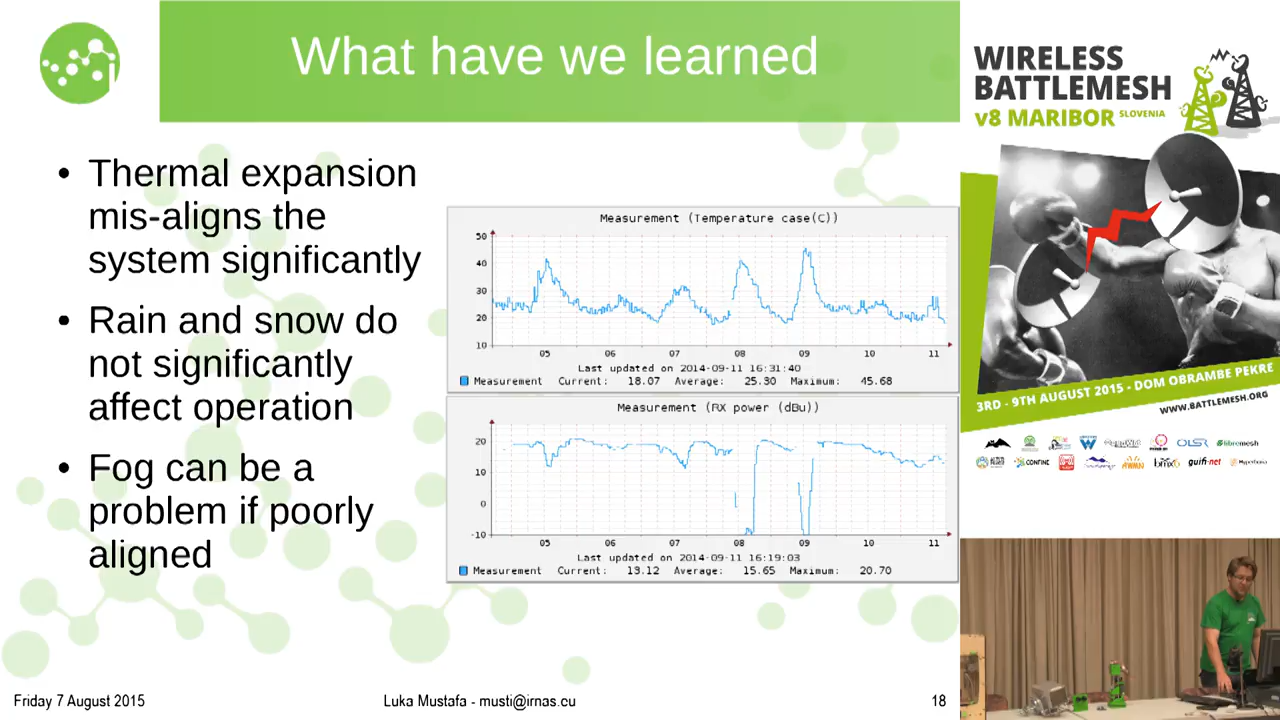 What have we learned
• Thermal expansion
mis-aligns the
system significantly
• Rain and snow do
not significantly
affect operation
• Fog can be a
problem if poorly
aligned
Measurement (Temperature case(C))
50
40
30
20
10
05 06 07 08 09 10 11
Last updated on 2014-09-11 16:31:40
Measurement Current: 18.07 Average: 25.30 Maximum: 45.68
Measurement (RX power (dBu))
20
10
0
-10
05 06 07 08 09 10 11
Last updated on 2014-09-11 16:19:03
Measurement Current: 13.12 Average: 15.65 Maximum: 20.70
Friday 7 August 2015
Luka Mustafa - musti@irnas.eu
18
WIRELESS
BATTLEMESH
v8 MARIBOR SLOVENIA
3RD - 9TH AUGUST 2015 - DOM OBRAMBE PEKRE
WWW.BATTLEMESH.ORG
OLSR libremesh
CONFINE AWMN bmx6 guifi·net